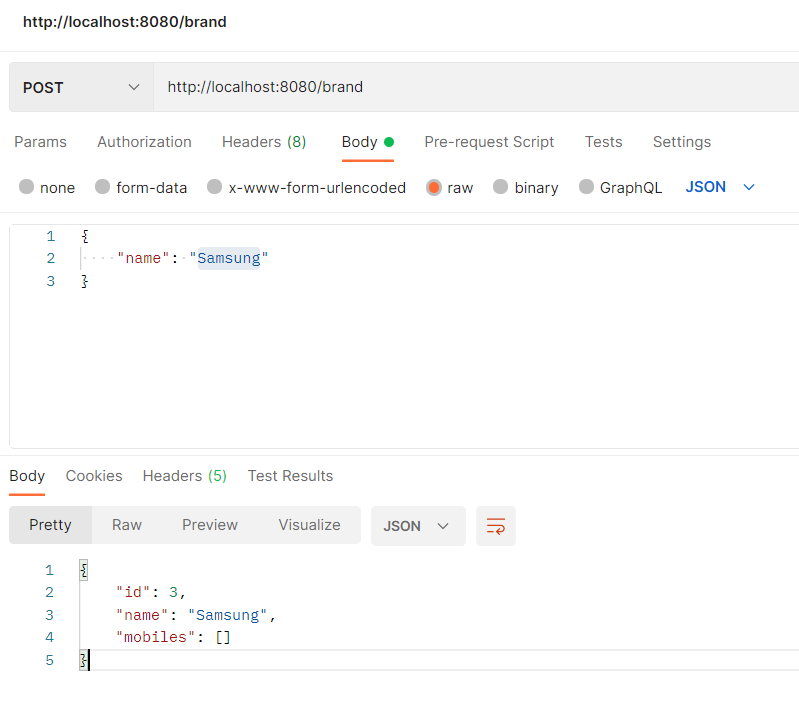 http://localhost:8080/brand
POST http://localhost:8080/brand
Params Authorization Headers (8) Body Pre-request Script Tests Settings
none form-data x-www-form-urlencoded raw binary GraphQL JSON
1 {
2 ····"name":·"Samsung"
3 }
Body Cookies Headers (5) Test Results
Pretty Raw Preview Visualize JSON
1 {
2 "id": 3,
3 "name": "Samsung",
4 "mobiles": []
5 }